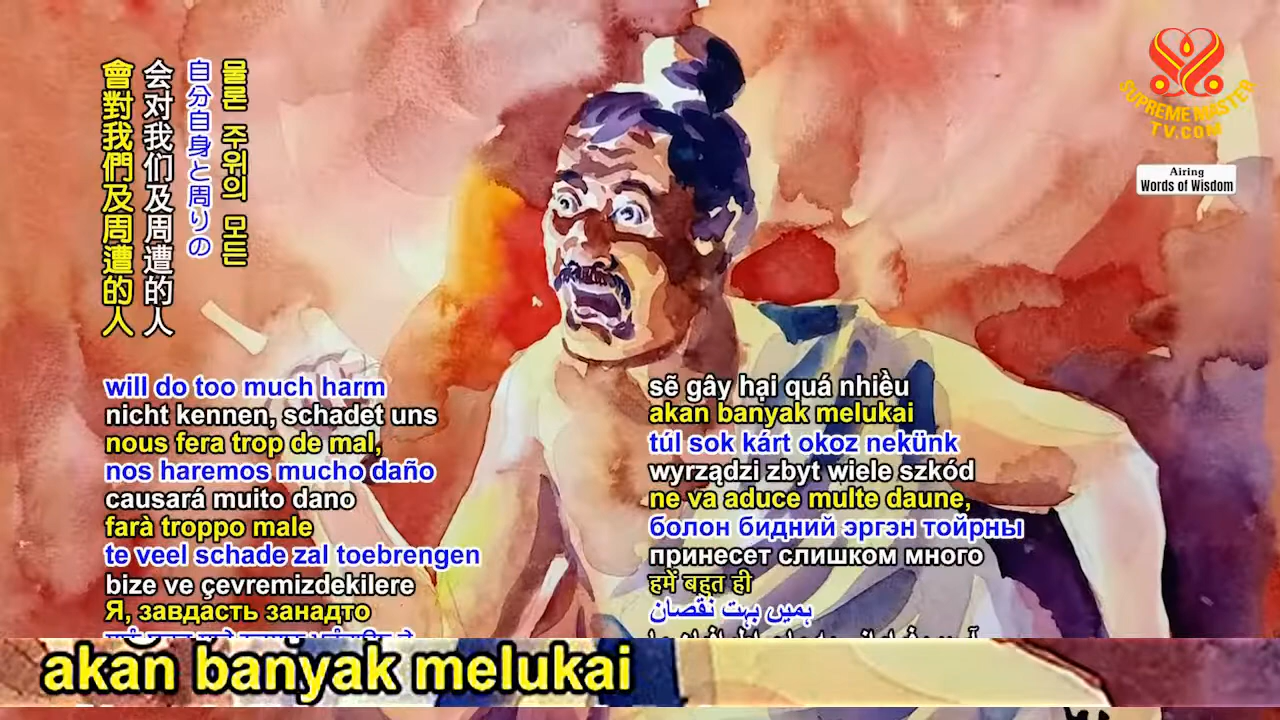 會對我們及周遭的人
会对我们及周遭的人
自分自身と周りの
물론 주위의 모든
SUPREME MASTER
TV.COM
Airing
Words of Wisdom
will do too much harm
nicht kennen, schadet uns
nous fera trop de mal,
nos haremos mucho daño
causará muito dano
farà troppo male
te veel schade zal toebrengen
bize ve çevremizdekilere
Я, завдасть занадто
sẽ gây hại quá nhiều
akan banyak melukai
túl sok kárt okoz nekünk
wyrządzi zbyt wiele szkód
ne va aduce multe daune,
болон бидний эргэн тойрны
принесет слишком много
हमें बहुत ही
ہمیں بہت نقصان
akan banyak melukai